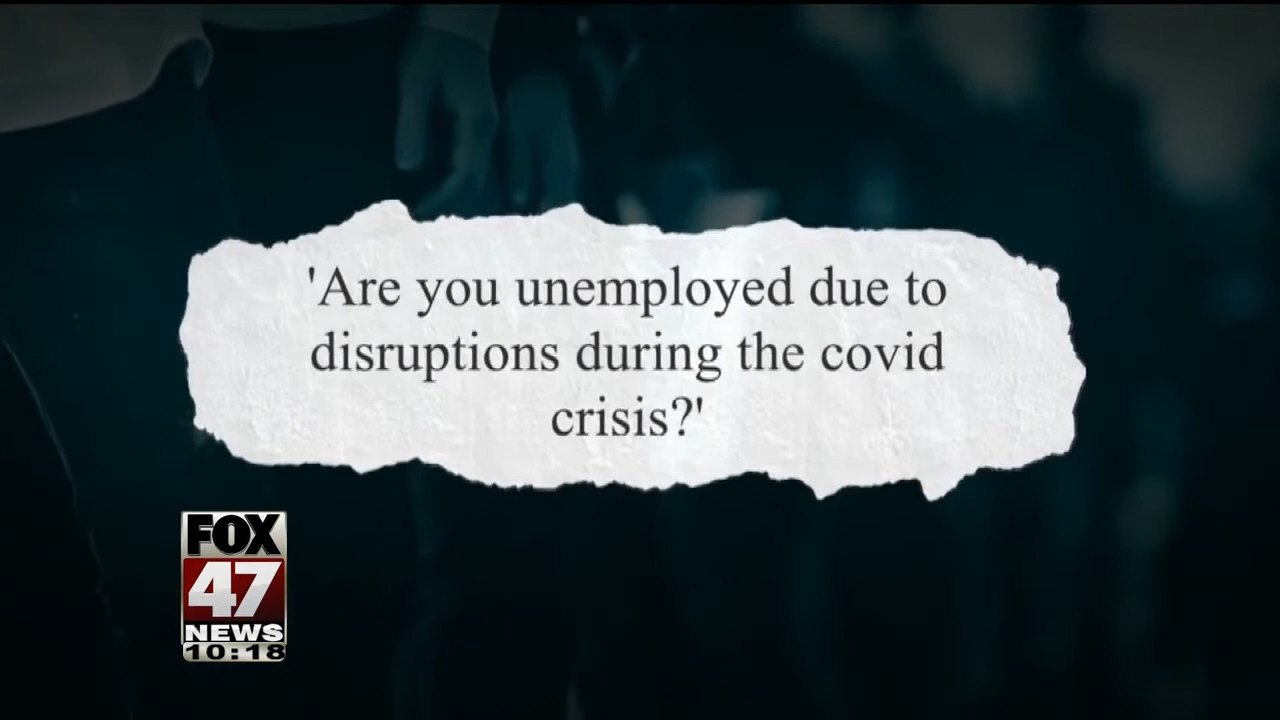 'Are you unemployed due to
disruptions during the covid
crisis?'
FOX
47
NEWS
10:18